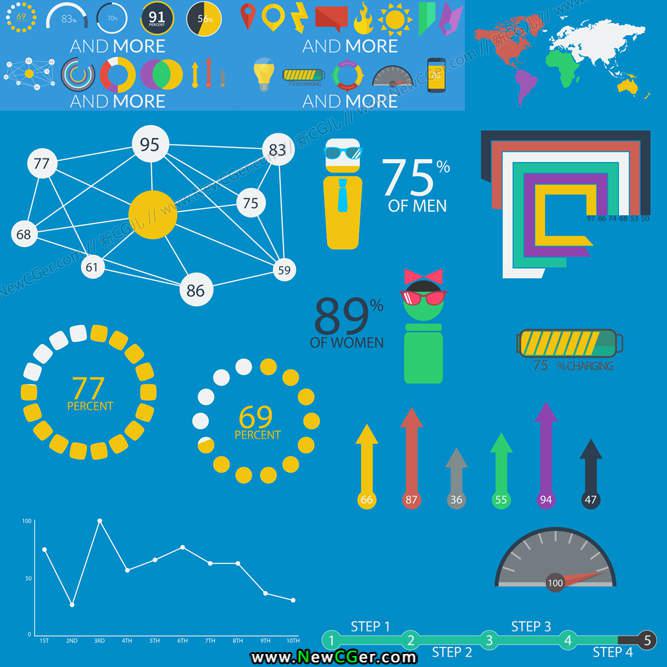 69
83%
70%
91
PERCENT
56%
AND MORE
AND MORE
AND MORE
AND MORE
95
77
83
75
68
61
59
86
75%
OF MEN
89%
OF WOMEN
75 % CHARGING
77
PERCENT
69
PERCENT
66
87
36
55
94
47
100
50
0
1ST
2ND
3RD
4TH
5TH
6TH
7TH
8TH
9TH
10TH
100
STEP 1
STEP 3
1
2
3
4
5
STEP 2
STEP 4
www.NewCGer.com